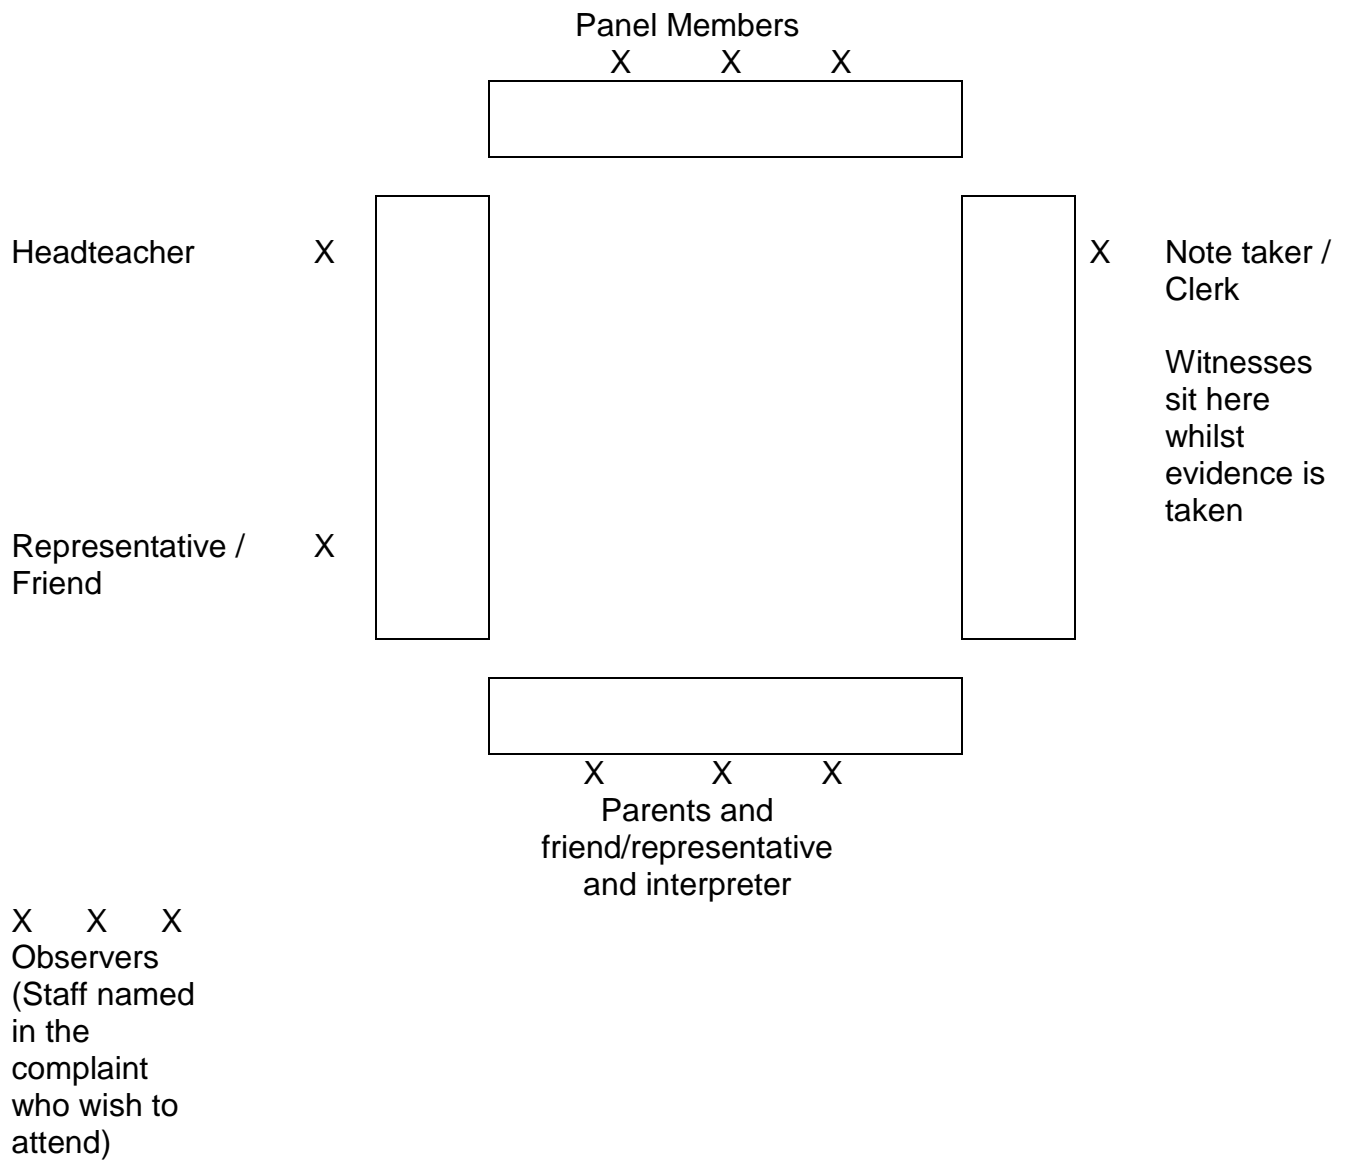 Panel Members
X X X
Headteacher X
X Note taker /
Clerk
Witnesses
sit here
whilst
evidence is
taken
Representative / X
Friend
X X X
Parents and
friend/representative
and interpreter
X X X
Observers
(Staff named
in the
complaint
who wish to
attend)